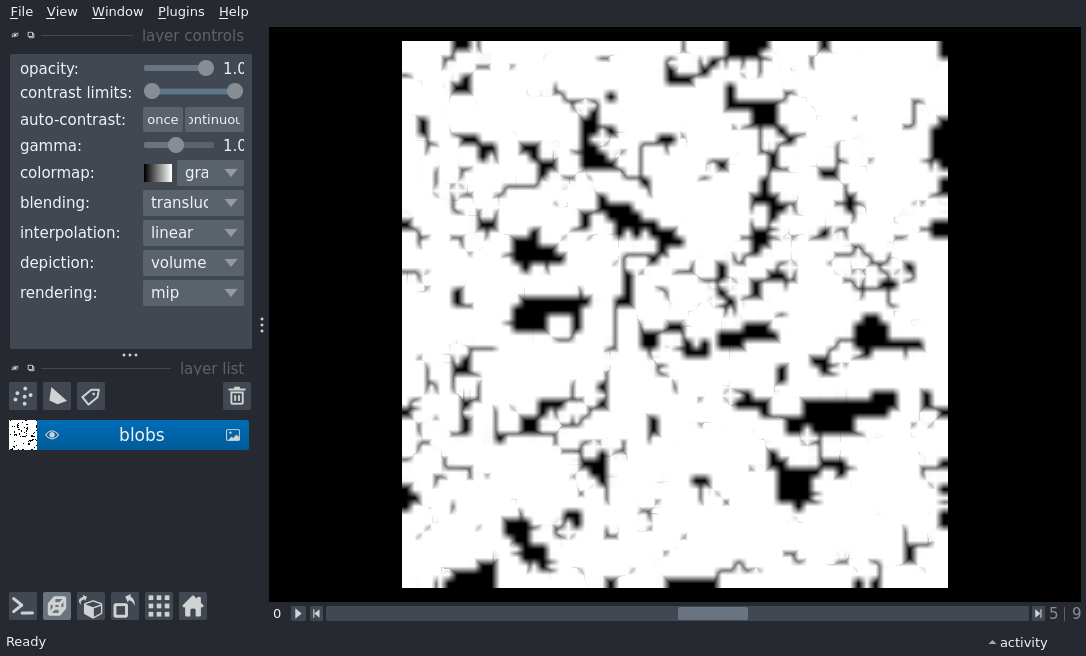 File View Window Plugins Help
layer controls
opacity: 1.0
contrast limits:
auto-contrast: once ontinuou
gamma: 1.0
colormap: gra
blending: transluc
interpolation: linear
depiction: volume
rendering: mip
layer list
blobs
0 5 | 9
Ready activity